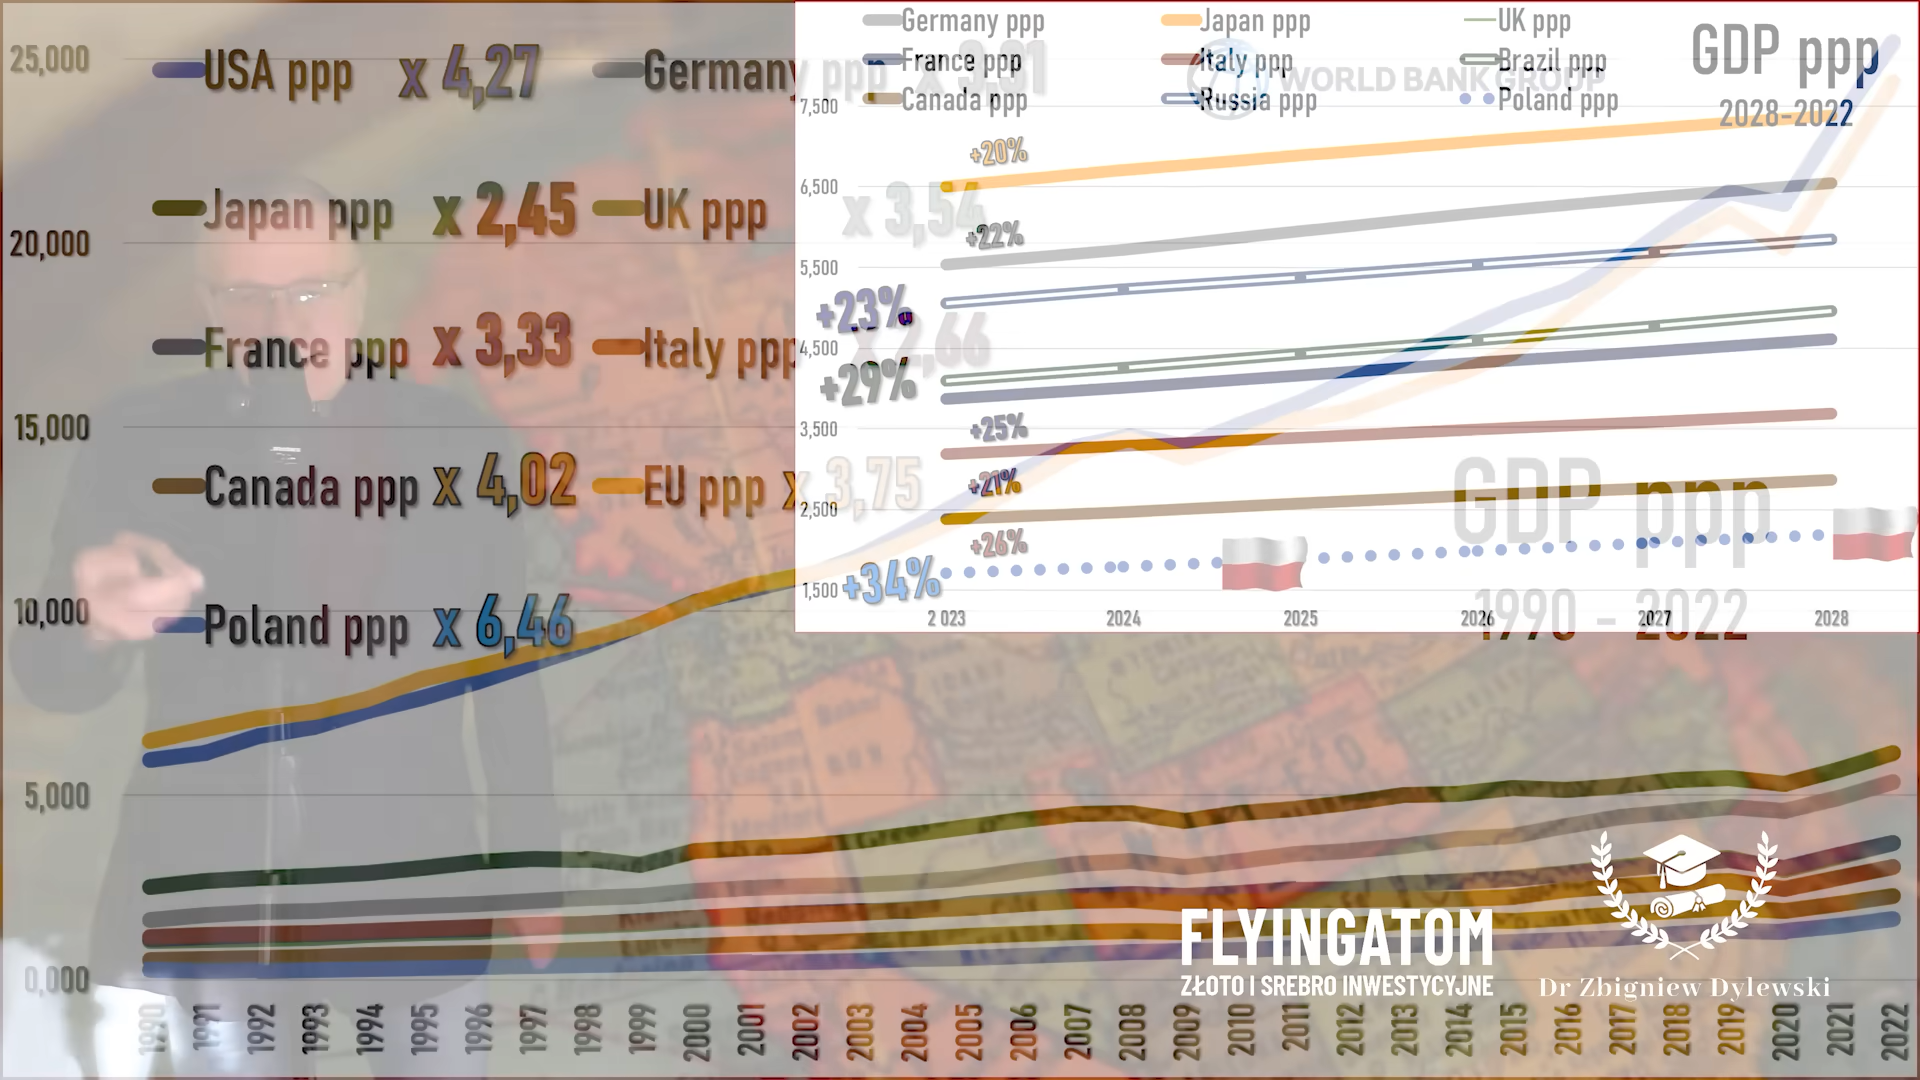 25,000
USA ppp x 4,27
Germany ppp x 3,31
20,000
Japan ppp x 2,45
UK ppp x 3,54
France ppp x 3,33
Italy ppp x 2,66
15,000
Canada ppp x 4,02
EU ppp x 3,75
10,000
Poland ppp x 6,46
5,000
0,000
1990 1991 1992 1993 1994 1995 1996 1997 1998 1999 2000 2001 2002 2003 2004 2005 2006 2007 2008 2009 2010 2011 2012 2013 2014 2015 2016 2017 2018 2019 2020 2021 2022
Germany ppp Japan ppp UK ppp
France ppp Italy ppp Brazil ppp
Canada ppp Russia ppp Poland ppp
WORLD BANK GROUP
GDP ppp
2028-2022
7,500
+20%
6,500
+22%
5,500
+23%
4,500
+29%
3,500
+25%
+21%
2,500
+26%
+34%
1,500
2 023 2024 2025 2026 2027 2028
GDP ppp
1990 - 2022
FLYINGATOM
ZŁOTO I SREBRO INWESTYCYJNE
Dr Zbigniew Dylewski